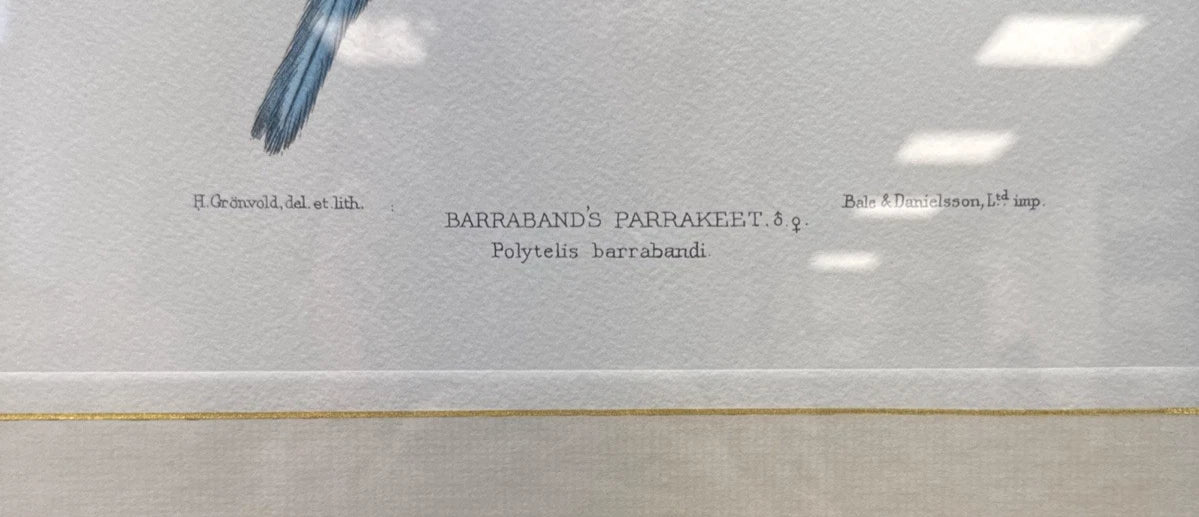 H. Grönvold, del. et lith.
BARRABAND'S PARRAKEET. ♂. ♀.
Polytelis barrabandi.
Bale & Danielsson, Ltd. imp.